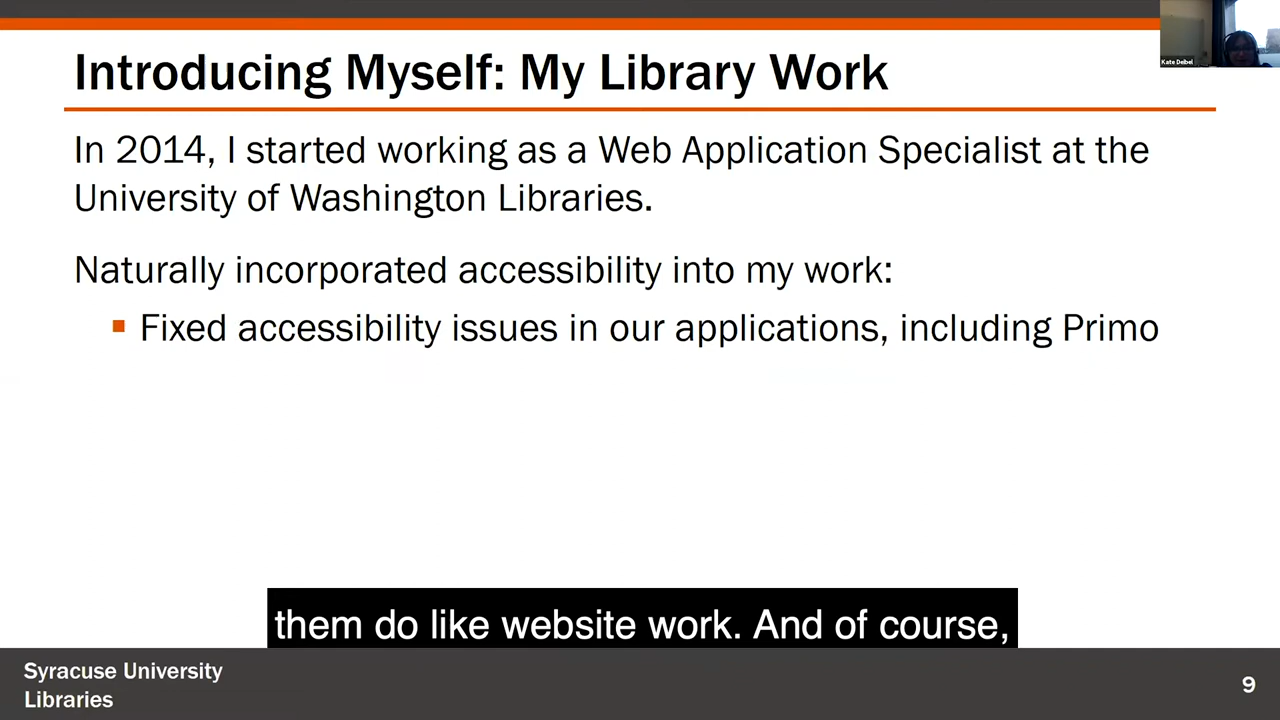 Introducing Myself: My Library Work
Kate Deibel
In 2014, I started working as a Web Application Specialist at the
University of Washington Libraries.
Naturally incorporated accessibility into my work:
Fixed accessibility issues in our applications, including Primo
them do like website work. And of course,
Syracuse University
Libraries
9